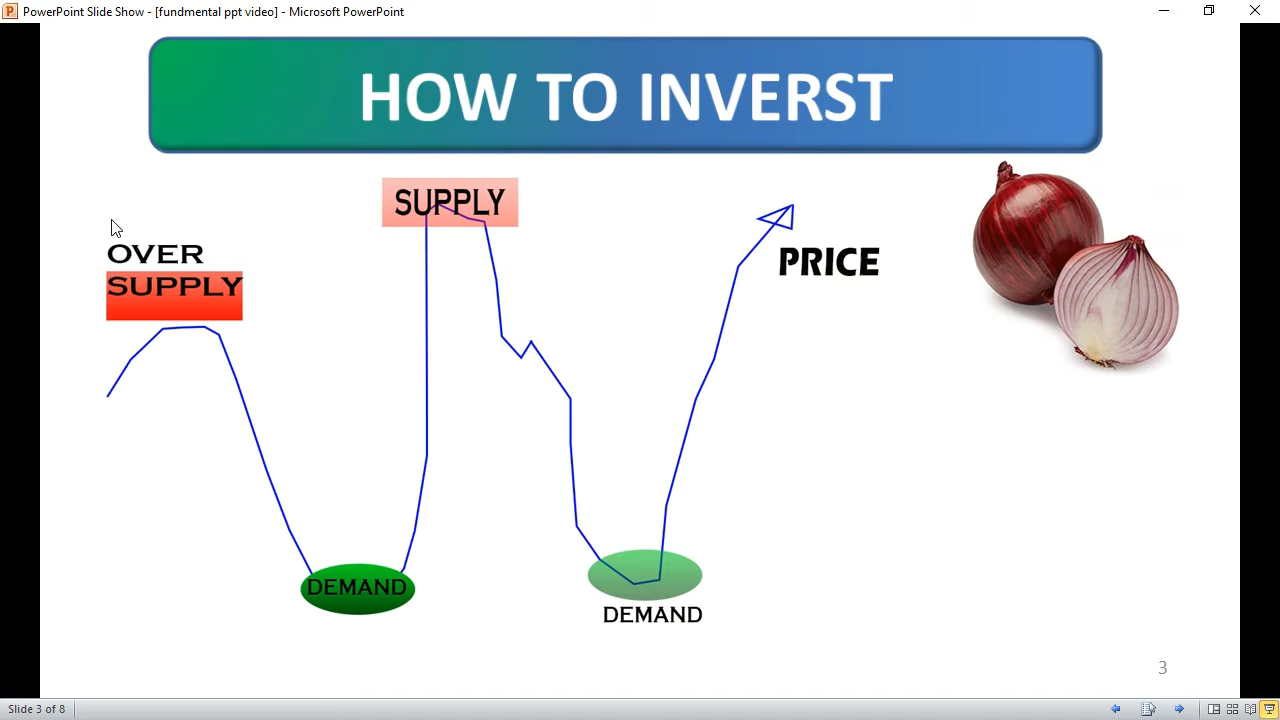 PowerPoint Slide Show - [fundmental ppt video] - Microsoft PowerPoint
HOW TO INVERST
SUPPLY
OVER
SUPPLY
PRICE
DEMAND
DEMAND
3
Slide 3 of 8